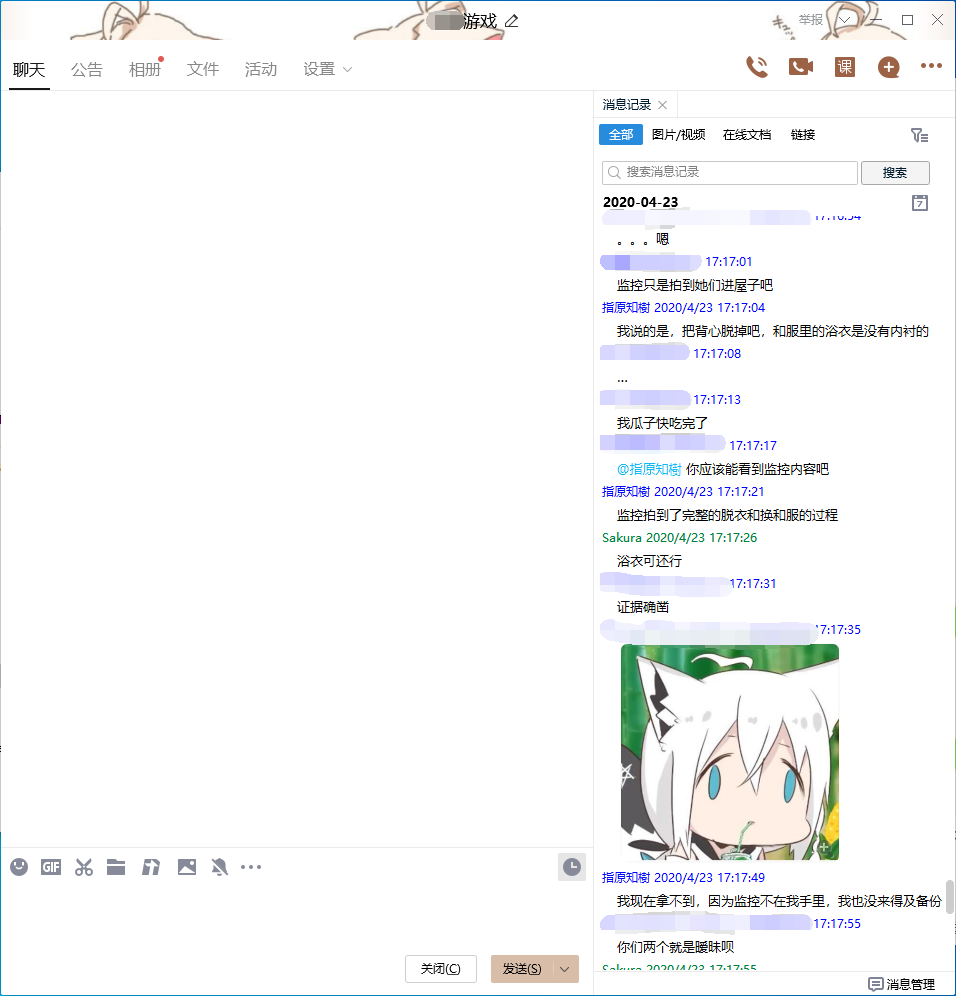 游戏
举报
聊天 公告 相册 文件 活动 设置
课
消息记录
全部 图片/视频 在线文档 链接
搜索消息记录 搜索
2020-04-23 7
17:16:54
。。。嗯
17:17:01
监控只是拍到她们进屋子吧
指原知樹 2020/4/23 17:17:04
我说的是，把背心脱掉吧，和服里的浴衣是没有内衬的
17:17:08
...
17:17:13
我瓜子快吃完了
17:17:17
@指原知樹 你应该能看到监控内容吧
指原知樹 2020/4/23 17:17:21
监控拍到了完整的脱衣和换和服的过程
Sakura 2020/4/23 17:17:26
浴衣可还行
17:17:31
证据确凿
17:17:35
指原知樹 2020/4/23 17:17:49
我现在拿不到，因为监控不在我手里，我也没来得及备份
17:17:55
你们两个就是暧昧呗
Sakura 2020/4/23 17:17:55
GIF
关闭(C) 发送(S)
消息管理